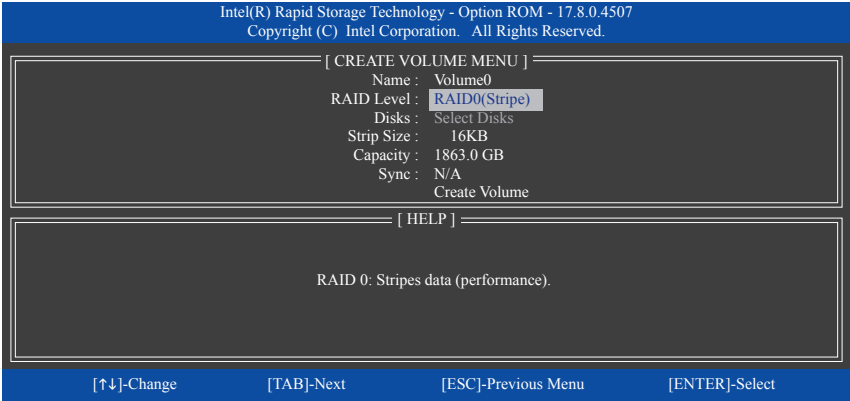 Intel(R) Rapid Storage Technology - Option ROM - 17.8.0.4507
Copyright (C) Intel Corporation. All Rights Reserved.
[ CREATE VOLUME MENU ]
Name : Volume0
RAID Level : RAID0(Stripe)
Disks : Select Disks
Strip Size : 16KB
Capacity : 1863.0 GB
Sync : N/A
Create Volume
[ HELP ]
RAID 0: Stripes data (performance).
[↑↓]-Change [TAB]-Next [ESC]-Previous Menu [ENTER]-Select